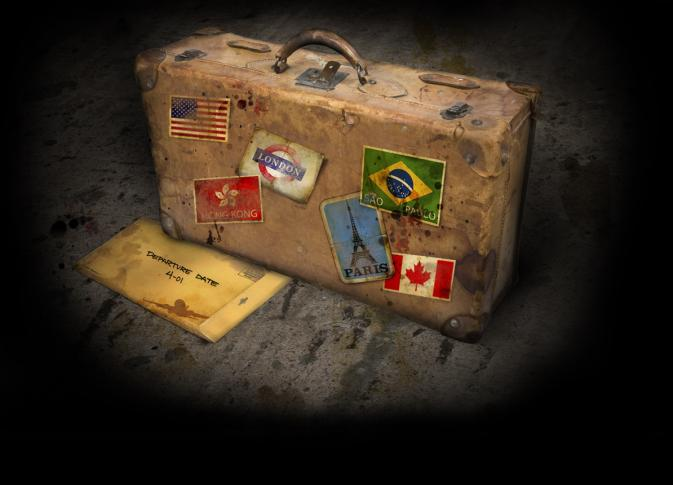 LONDON
HONG KONG
SÃO PAULO
PARIS
DEPARTURE DATE
4-01